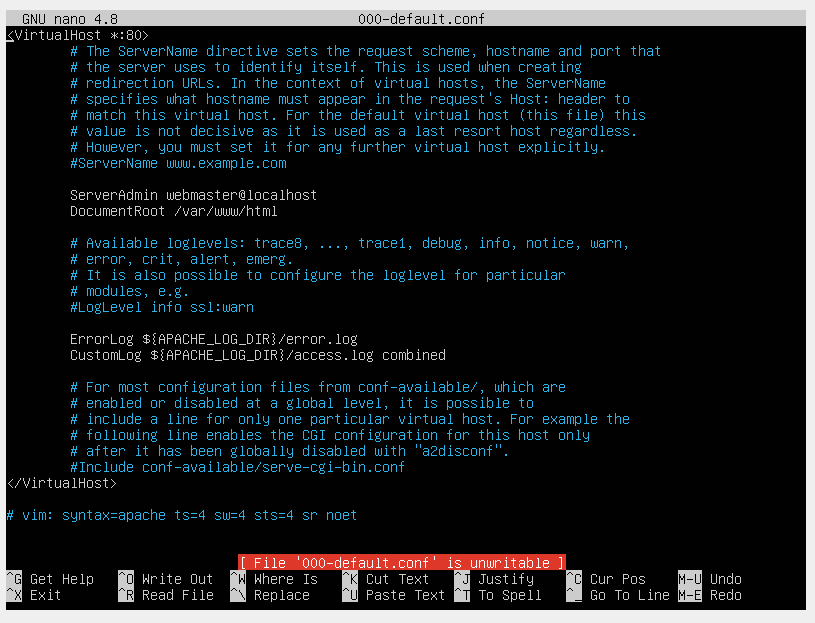 GNU nano 4.8 000-default.conf
<VirtualHost *:80>
# The ServerName directive sets the request scheme, hostname and port that
# the server uses to identify itself. This is used when creating
# redirection URLs. In the context of virtual hosts, the ServerName
# specifies what hostname must appear in the request's Host: header to
# match this virtual host. For the default virtual host (this file) this
# value is not decisive as it is used as a last resort host regardless.
# However, you must set it for any further virtual host explicitly.
#ServerName www.example.com
ServerAdmin webmaster@localhost
DocumentRoot /var/www/html
# Available loglevels: trace8, ..., trace1, debug, info, notice, warn,
# error, crit, alert, emerg.
# It is also possible to configure the loglevel for particular
# modules, e.g.
#LogLevel info ssl:warn
ErrorLog ${APACHE_LOG_DIR}/error.log
CustomLog ${APACHE_LOG_DIR}/access.log combined
# For most configuration files from conf-available/, which are
# enabled or disabled at a global level, it is possible to
# include a line for only one particular virtual host. For example the
# following line enables the CGI configuration for this host only
# after it has been globally disabled with "a2disconf".
#Include conf-available/serve-cgi-bin.conf
</VirtualHost>
# vim: syntax=apache ts=4 sw=4 sts=4 sr noet
[ File '000-default.conf' is unwritable ]
^G Get Help ^O Write Out ^W Where Is ^K Cut Text ^J Justify ^C Cur Pos M-U Undo
^X Exit ^R Read File ^\ Replace ^U Paste Text ^T To Spell ^_ Go To Line M-E Redo